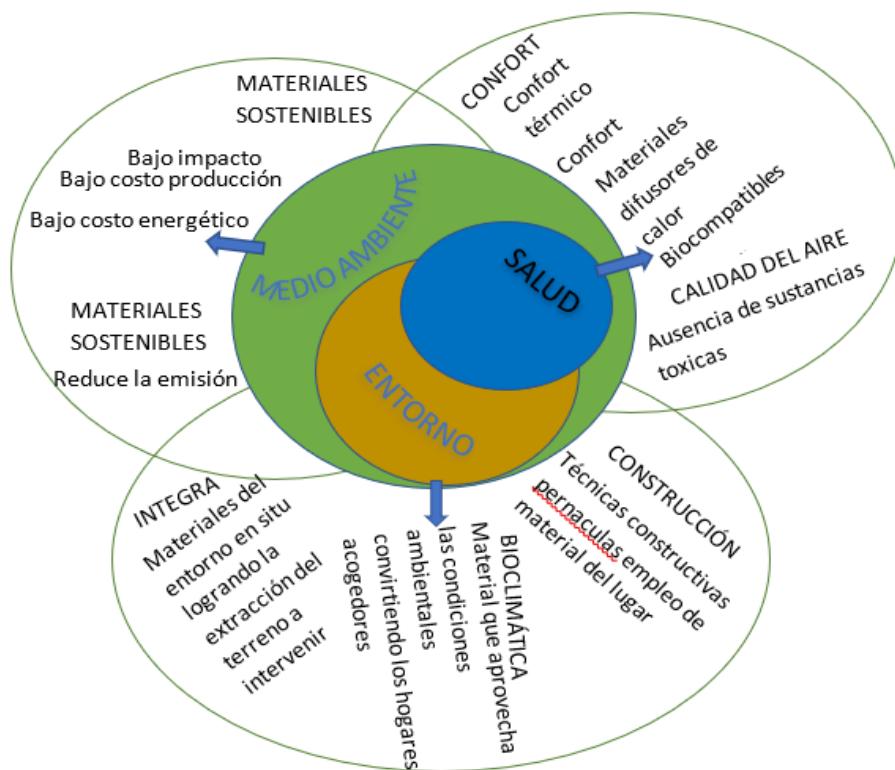 MATERIALES
SOSTENIBLES
Bajo impacto
Bajo costo producción
Bajo costo energético
MATERIALES
SOSTENIBLES
Reduce la emisión
MEDIO AMBIENTE
SALUD
ENTORNO
CONFORT
Confort
térmico
Confort
Materiales
difusores de
calor
Biocompatibles
CALIDAD DEL AIRE
Ausencia de sustancias
toxicas
INTEGRA
Materiales del
entorno en situ
logrando la
extracción del
terreno a
intervenir
BIOCLIMÁTICA
Material que aprovecha
las condiciones
ambientales
convirtiendo los hogares
acogedores
CONSTRUCCIÓN
Técnicas constructivas
pernaculas empleo de
material del lugar